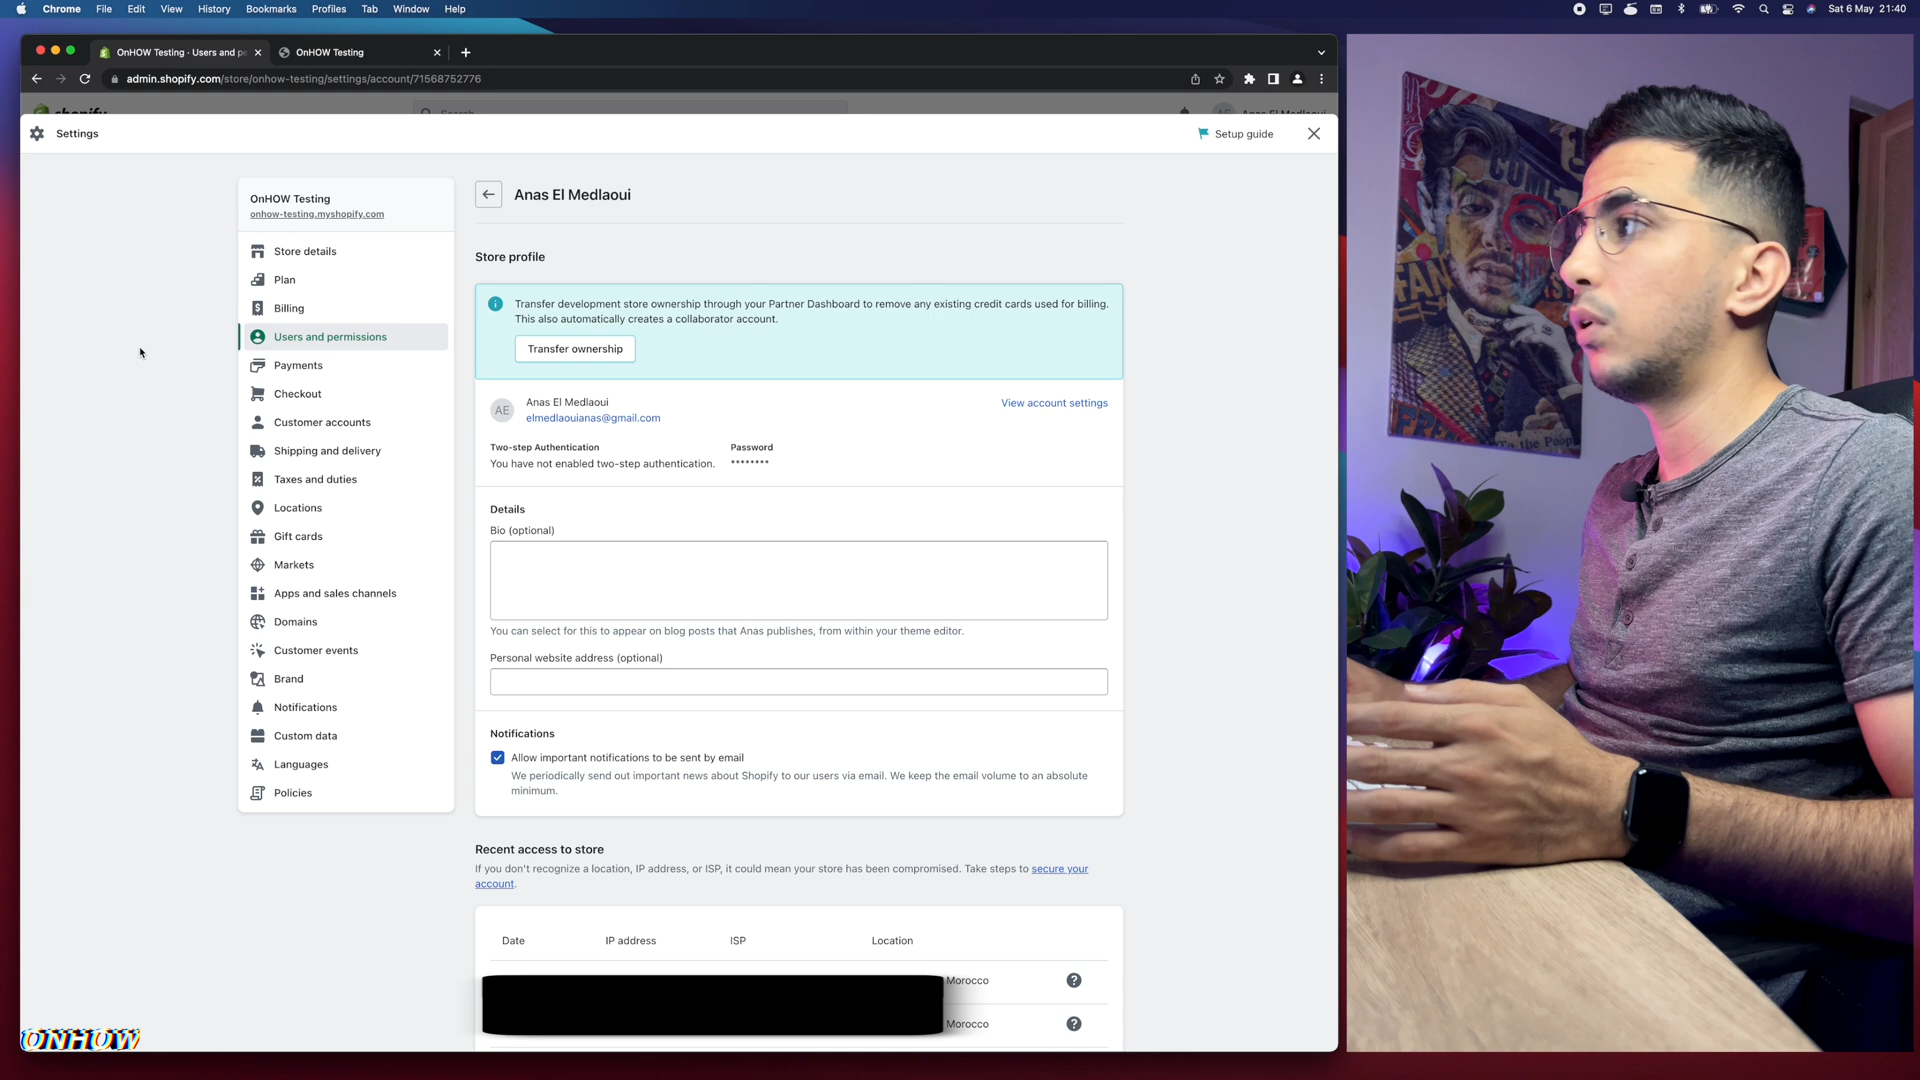 Chrome File Edit View History Bookmarks Profiles Tab Window Help
Sat 6 May 21:40
OnHOW Testing · Users and pe
OnHOW Testing
admin.shopify.com/store/onhow-testing/settings/account/71568752776
Settings
Setup guide
OnHOW Testing
onhow-testing.myshopify.com
Store details
Plan
Billing
Users and permissions
Payments
Checkout
Customer accounts
Shipping and delivery
Taxes and duties
Locations
Gift cards
Markets
Apps and sales channels
Domains
Customer events
Brand
Notifications
Custom data
Languages
Policies
Anas El Medlaoui
Store profile
Transfer development store ownership through your Partner Dashboard to remove any existing credit cards used for billing.
This also automatically creates a collaborator account.
Transfer ownership
AE
Anas El Medlaoui
elmedlaouianas@gmail.com
View account settings
Two-step Authentication
You have not enabled two-step authentication.
Password
********
Details
Bio (optional)
You can select for this to appear on blog posts that Anas publishes, from within your theme editor.
Personal website address (optional)
Notifications
Allow important notifications to be sent by email
We periodically send out important news about Shopify to our users via email. We keep the email volume to an absolute
minimum.
Recent access to store
If you don't recognize a location, IP address, or ISP, it could mean your store has been compromised. Take steps to secure your
account.
Date IP address ISP Location
Morocco
Morocco
ONHOW
to the People